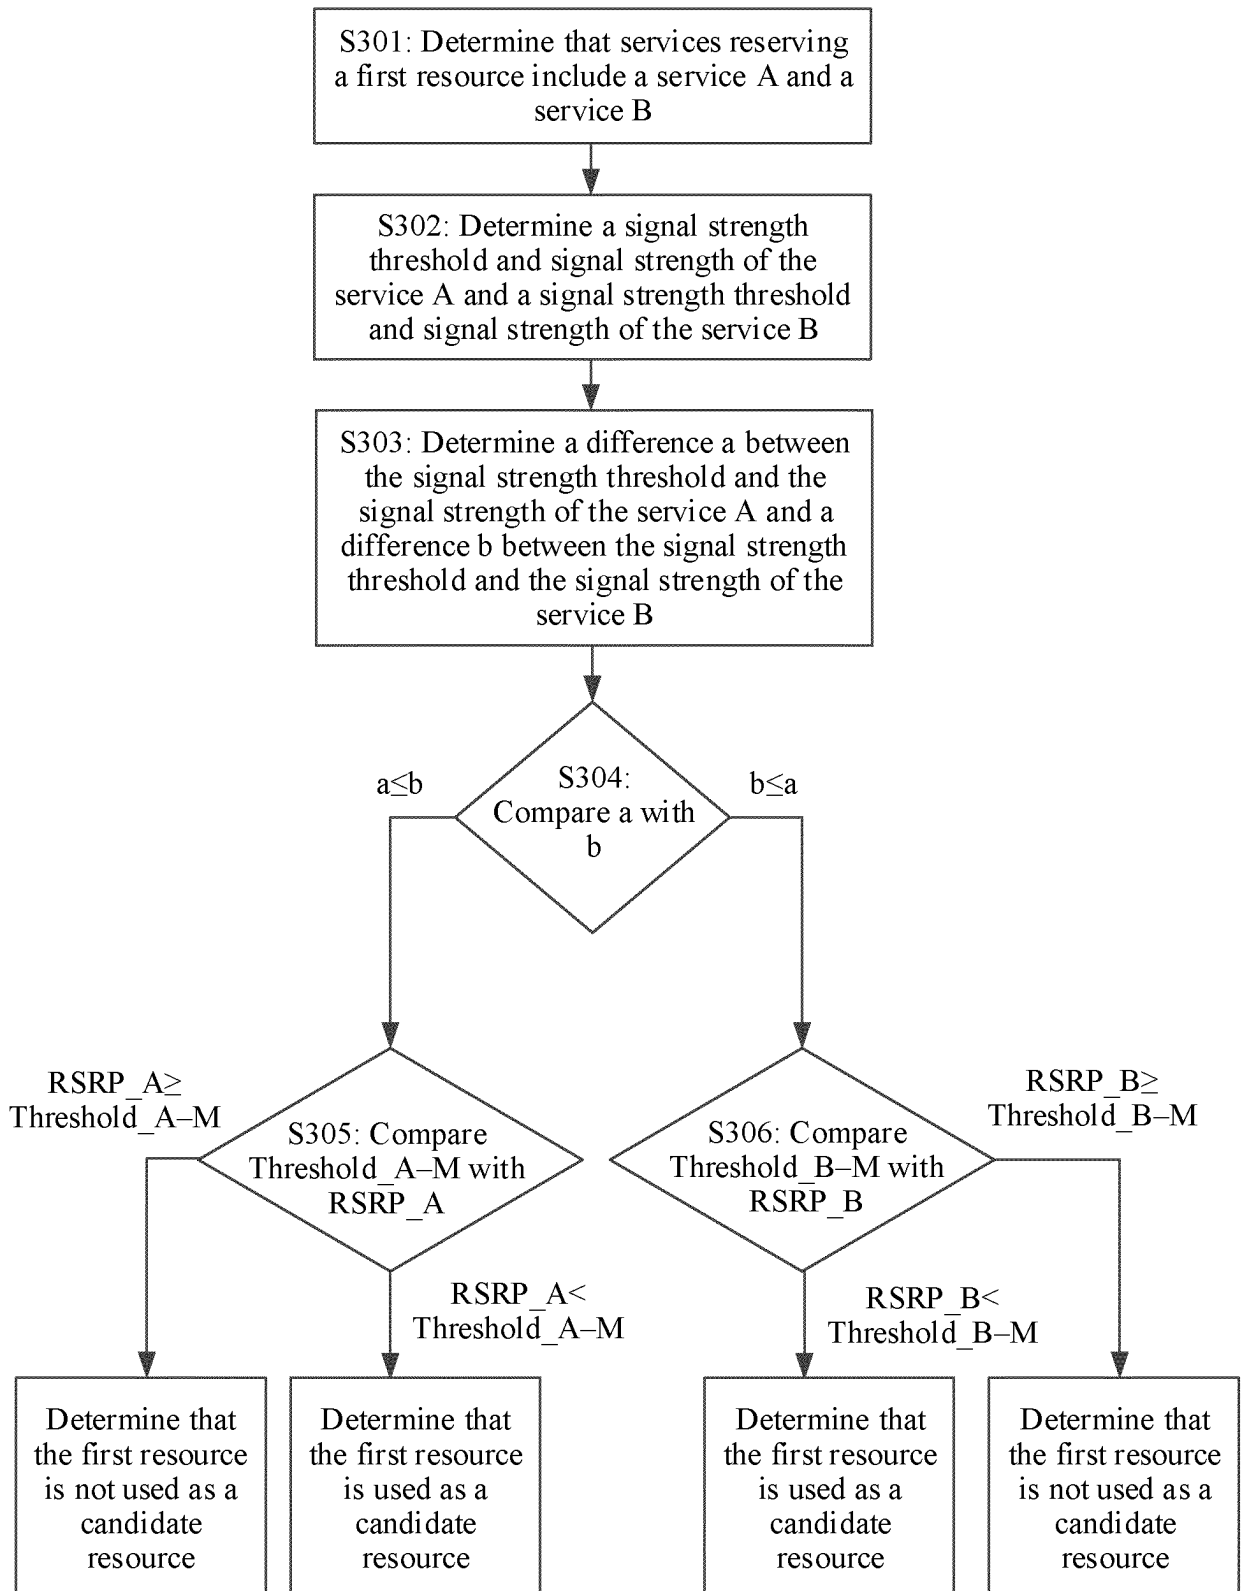 S301: Determine that services reserving
a first resource include a service A and a
service B
S302: Determine a signal strength
threshold and signal strength of the
service A and a signal strength threshold
and signal strength of the service B
S303: Determine a difference a between
the signal strength threshold and the
signal strength of the service A and a
difference b between the signal strength
threshold and the signal strength of the
service B
a≤b
S304:
Compare a with
b
b≤a
RSRP_A≥
Threshold_A–M
S305: Compare
Threshold_A–M with
RSRP_A
S306: Compare
Threshold_B–M with
RSRP_B
RSRP_B≥
Threshold_B–M
RSRP_A<
Threshold_A–M
RSRP_B<
Threshold_B–M
Determine that
the first resource
is not used as a
candidate
resource
Determine that
the first resource
is used as a
candidate
resource
Determine that
the first resource
is used as a
candidate
resource
Determine that
the first resource
is not used as a
candidate
resource